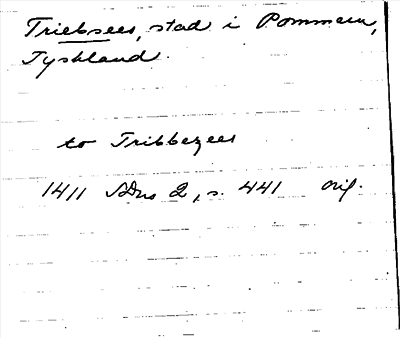 Triebsees, stad i Pommern,
Tyskland.
to Tribbezees
1411 SDns 2, s. 441 orig.